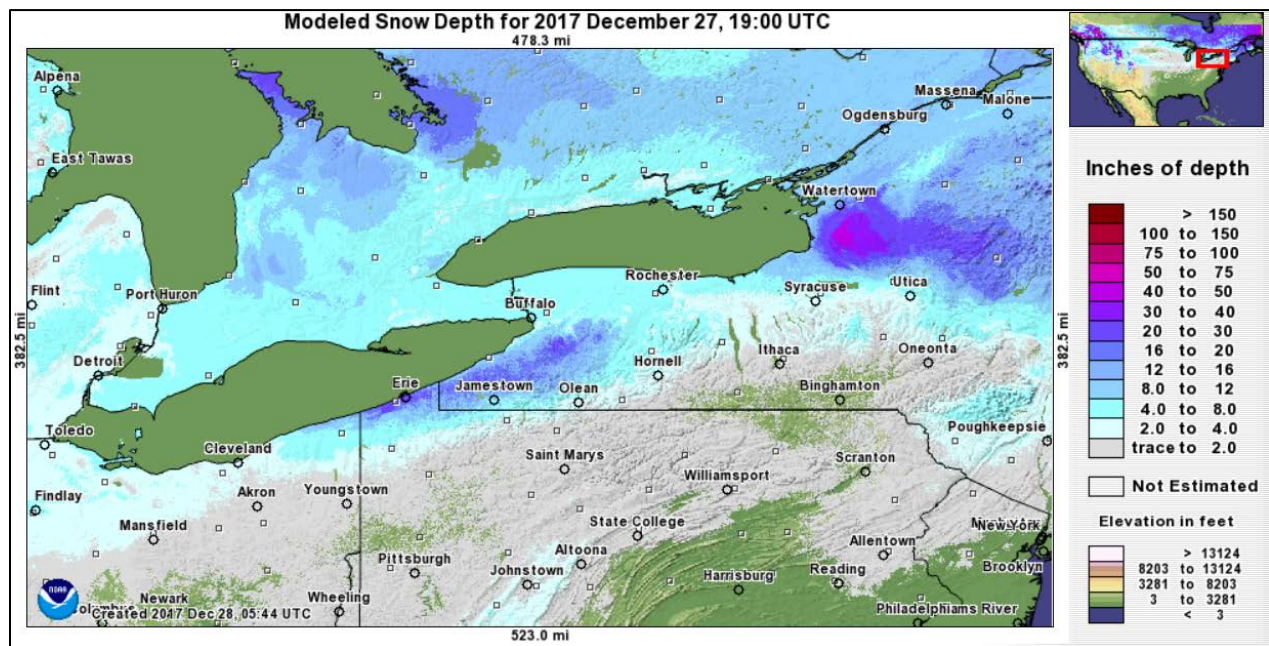 Modeled Snow Depth for 2017 December 27, 19:00 UTC
478.3 mi
Alpena
Massena
Malone
Ogdensburg
East Tawas
Watertown
Flint
Port Huron
Rochester
Syracuse
Utica
Buffalo
382.5 mi
382.5 mi
Detroit
Hornell
Ithaca
Oneonta
Erie
Jamestown
Olean
Binghamton
Toledo
Poughkeepsie
Cleveland
Saint Marys
Scranton
Williamsport
Findlay
Akron
Youngstown
Mansfield
State College
New York
Pittsburgh
Altoona
Allentown
Brooklyn
Johnstown
Harrisburg
Reading
Newark
Wheeling
noaa
Created 2017 Dec 28, 05:44 UTC
River
523.0 mi
Inches of depth
> 150
100 to 150
75 to 100
50 to 75
40 to 50
30 to 40
20 to 30
16 to 20
12 to 16
8.0 to 12
4.0 to 8.0
2.0 to 4.0
trace to 2.0
Not Estimated
Elevation in feet
> 13124
8203 to 13124
3281 to 8203
3 to 3281
< 3